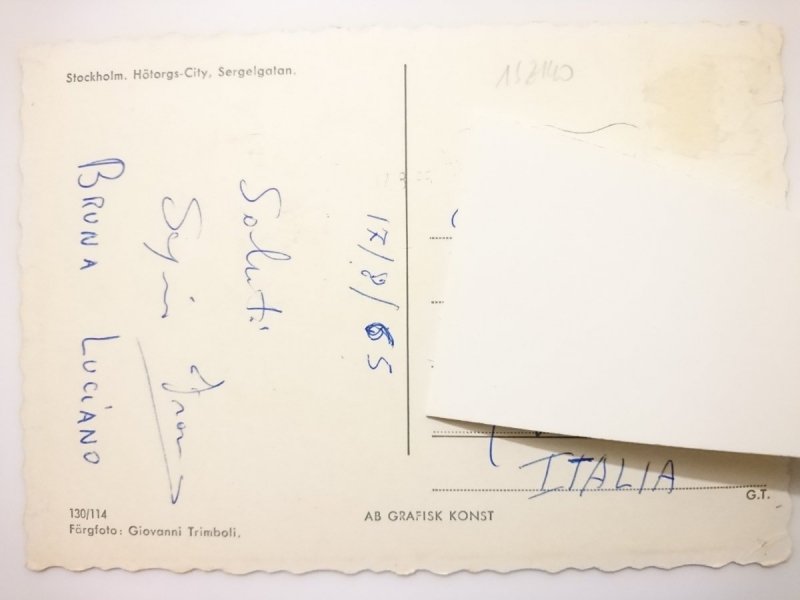 Stockholm. Hötorgs-City, Sergelgatan.
17/8/65
Saluti
BRUNA LUCIANO
ITALIA
G.T.
130/114
Färgfoto: Giovanni Trimboli.
AB GRAFISK KONST